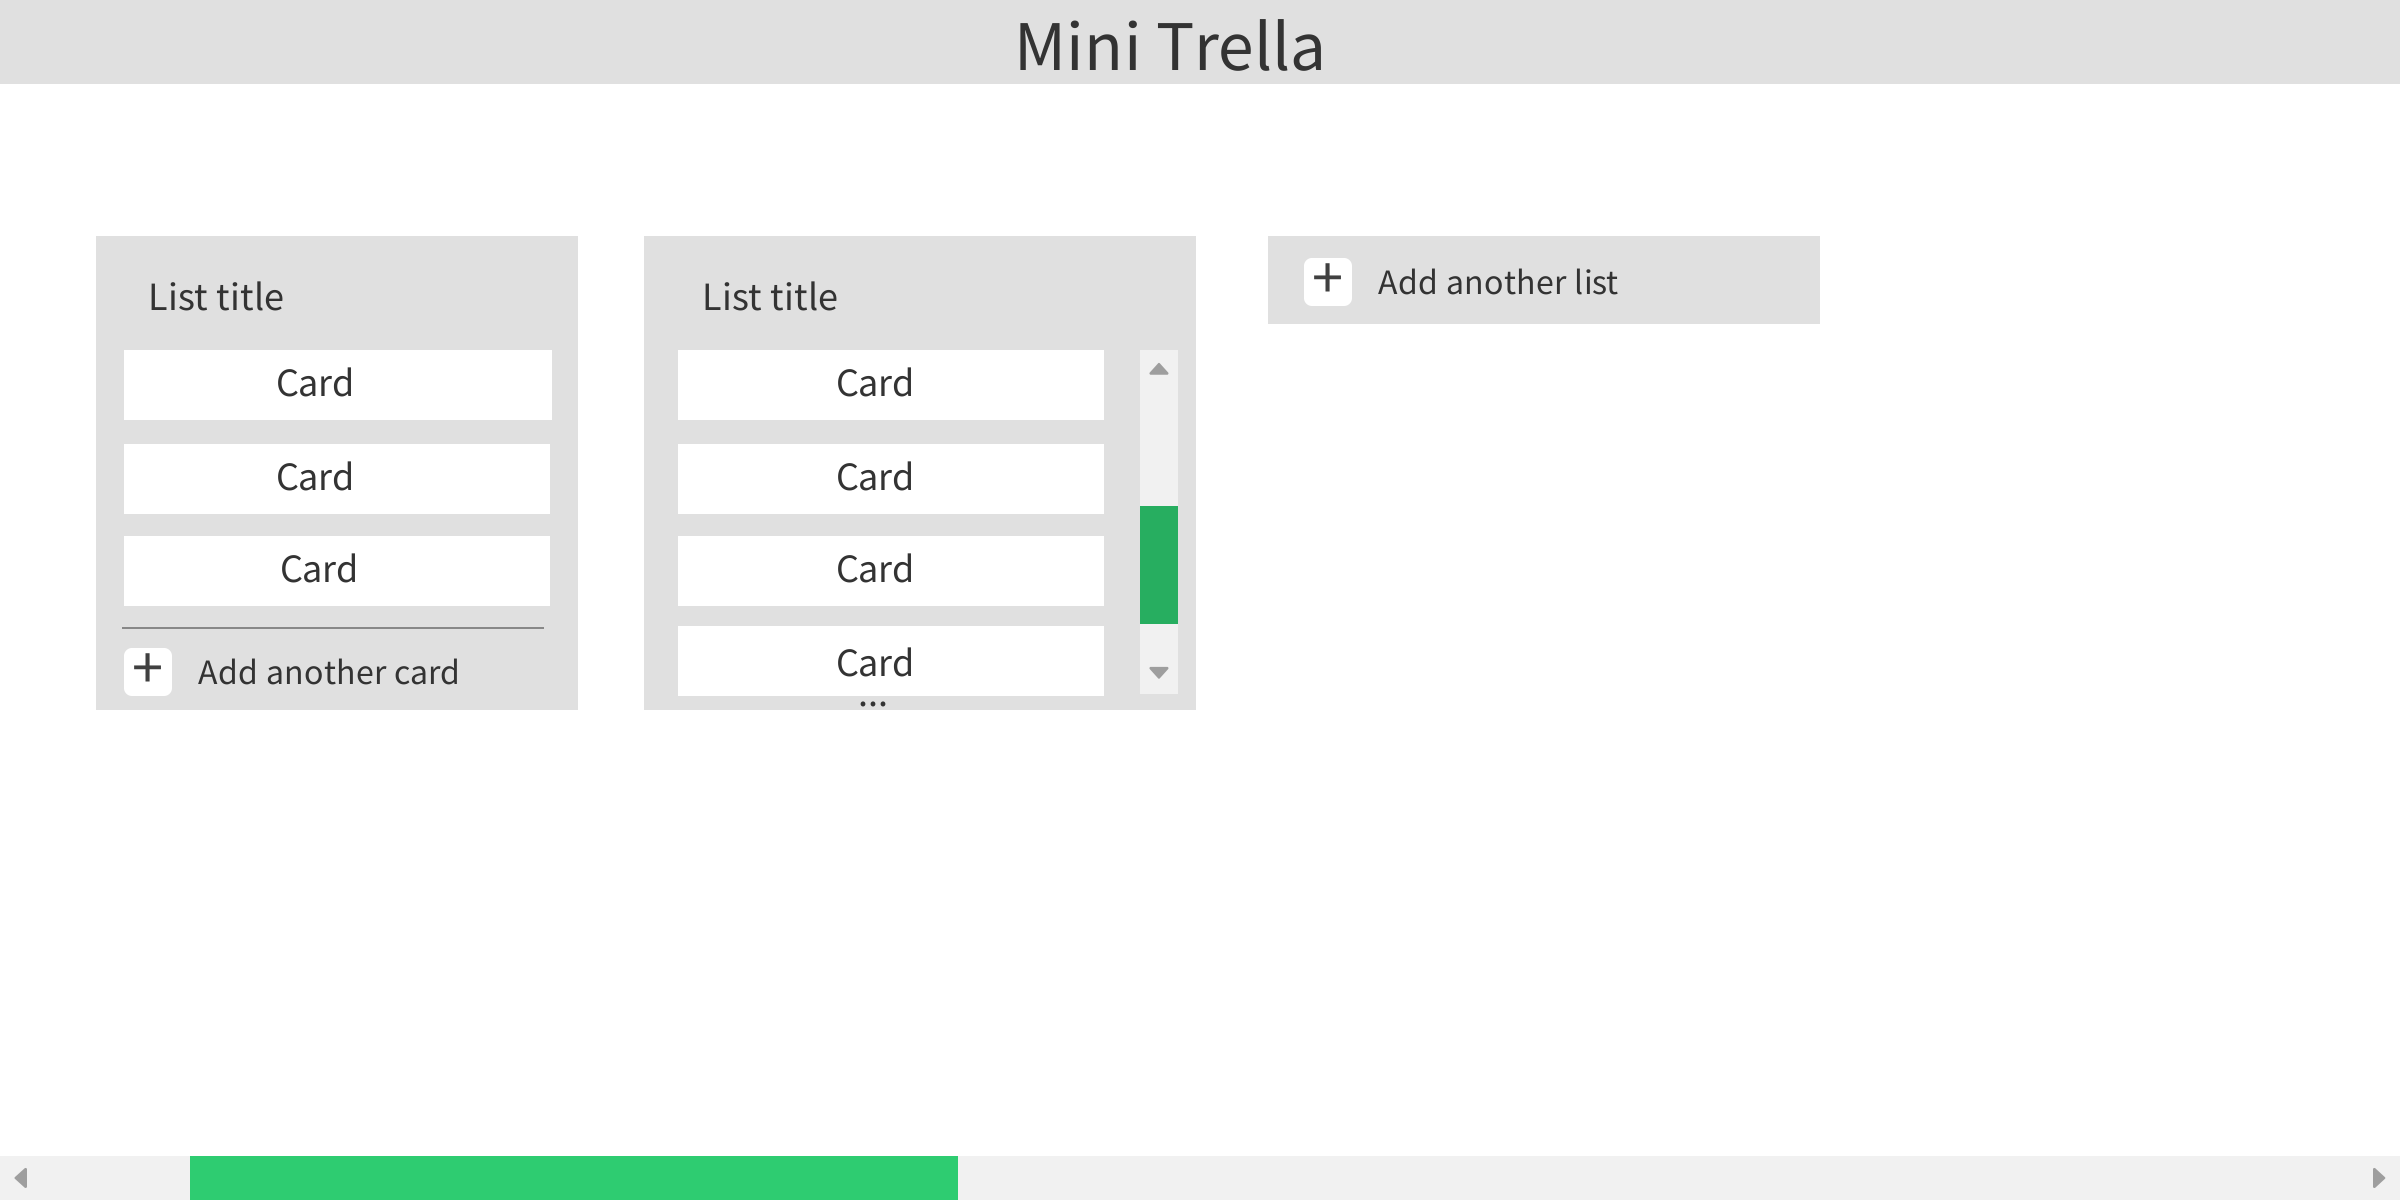 Mini Trella
List title
Card
Card
Card
+ Add another card
List title
Card
Card
Card
Card
...
+ Add another list